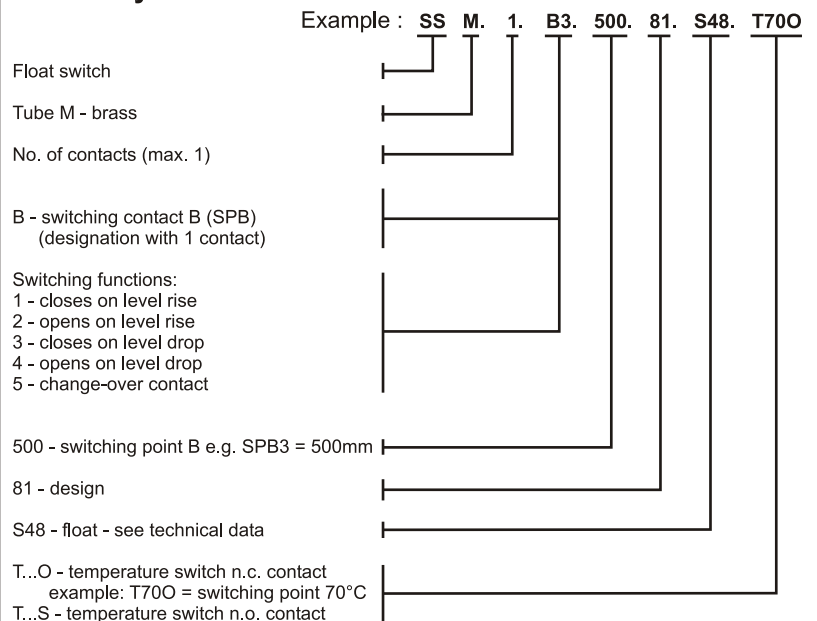 Example : SS M. 1. B3. 500. 81. S48. T70O
Float switch
Tube M - brass
No. of contacts (max. 1)
B - switching contact B (SPB)
(designation with 1 contact)
Switching functions:
1 - closes on level rise
2 - opens on level rise
3 - closes on level drop
4 - opens on level drop
5 - change-over contact
500 - switching point B e.g. SPB3 = 500mm
81 - design
S48 - float - see technical data
T...O - temperature switch n.c. contact
example: T70O = switching point 70°C
T...S - temperature switch n.o. contact